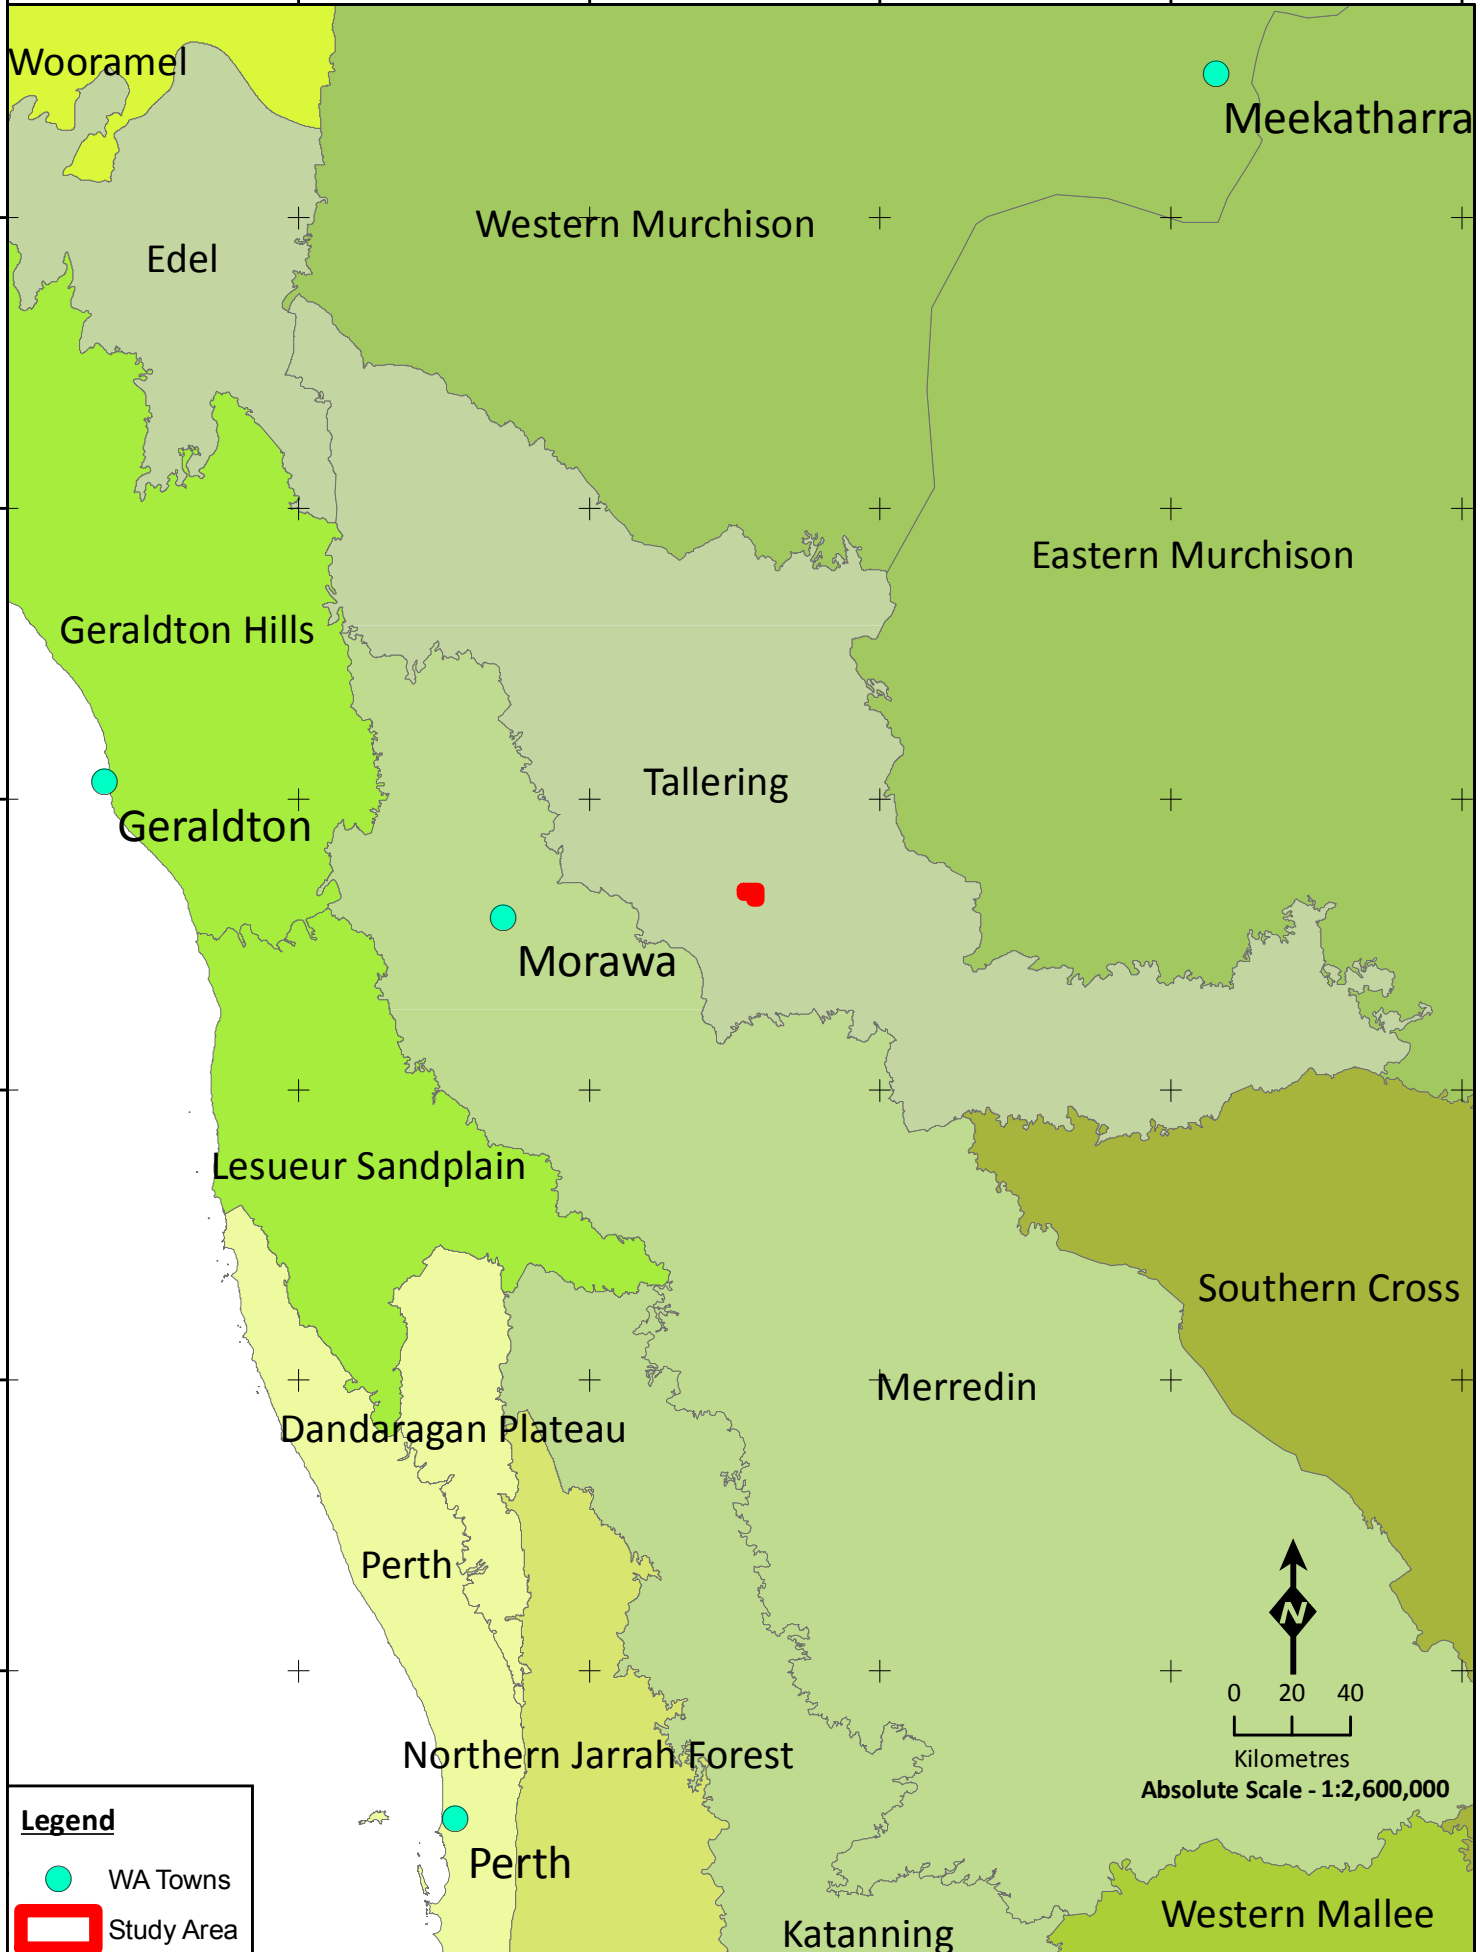 Wooramel
Meekatharra
Western Murchison
Edel
Eastern Murchison
Geraldton Hills
Tallering
Geraldton
Morawa
Lesueur Sandplain
Southern Cross
Merredin
Dandaragan Plateau
Perth
N
0 20 40
Kilometres
Absolute Scale - 1:2,600,000
Northern Jarrah Forest
Perth
Western Mallee
Katanning
Legend
WA Towns
Study Area